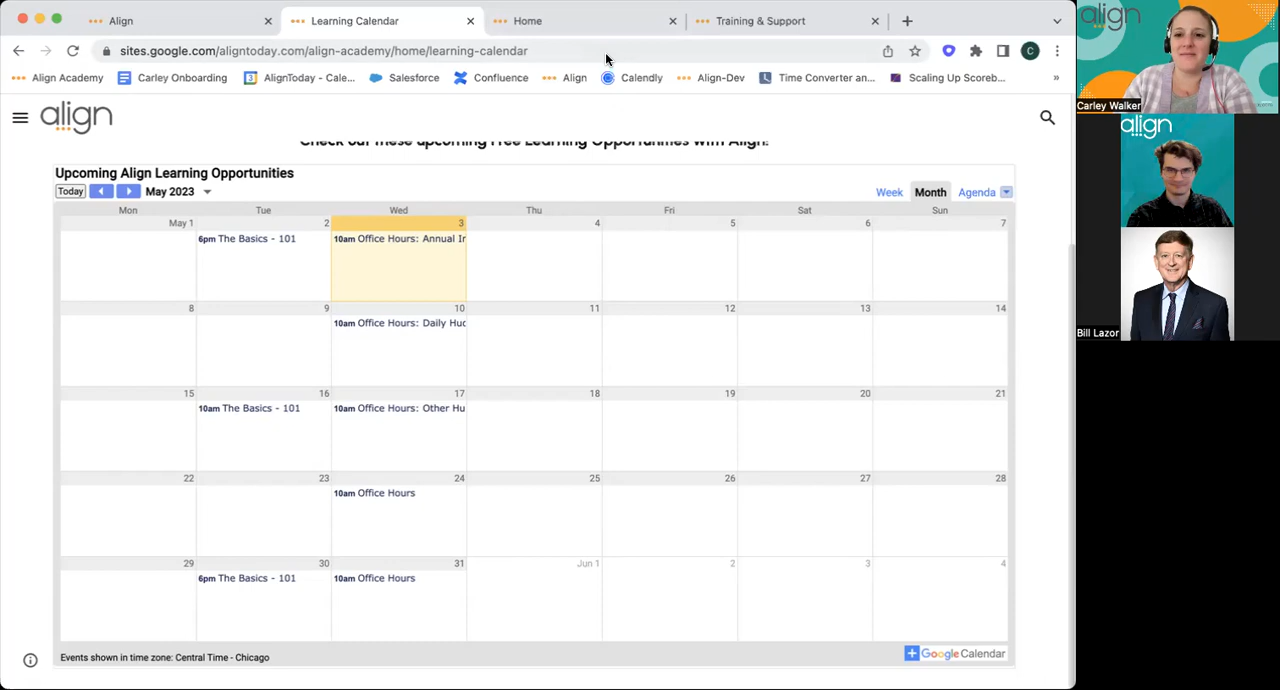 Align
Learning Calendar
Home
Training & Support
sites.google.com/aligntoday.com/align-academy/home/learning-calendar
C
Align Academy
Carley Onboarding
AlignToday - Cale...
Salesforce
Confluence
Align
Calendly
Align-Dev
Time Converter an...
Scaling Up Scoreb...
»
align
Check out these upcoming Free Learning Opportunities with Align!
Upcoming Align Learning Opportunities
Today
May 2023
Week
Month
Agenda
Mon Tue Wed Thu Fri Sat Sun
May 1 2 3 4 5 6 7
6pm The Basics - 101
10am Office Hours: Annual In
8 9 10 11 12 13 14
10am Office Hours: Daily Hud
15 16 17 18 19 20 21
10am The Basics - 101
10am Office Hours: Other Hu
22 23 24 25 26 27 28
10am Office Hours
29 30 31 Jun 1 2 3 4
6pm The Basics - 101
10am Office Hours
Events shown in time zone: Central Time - Chicago
Google Calendar
align
Carley Walker
align
Bill Lazor